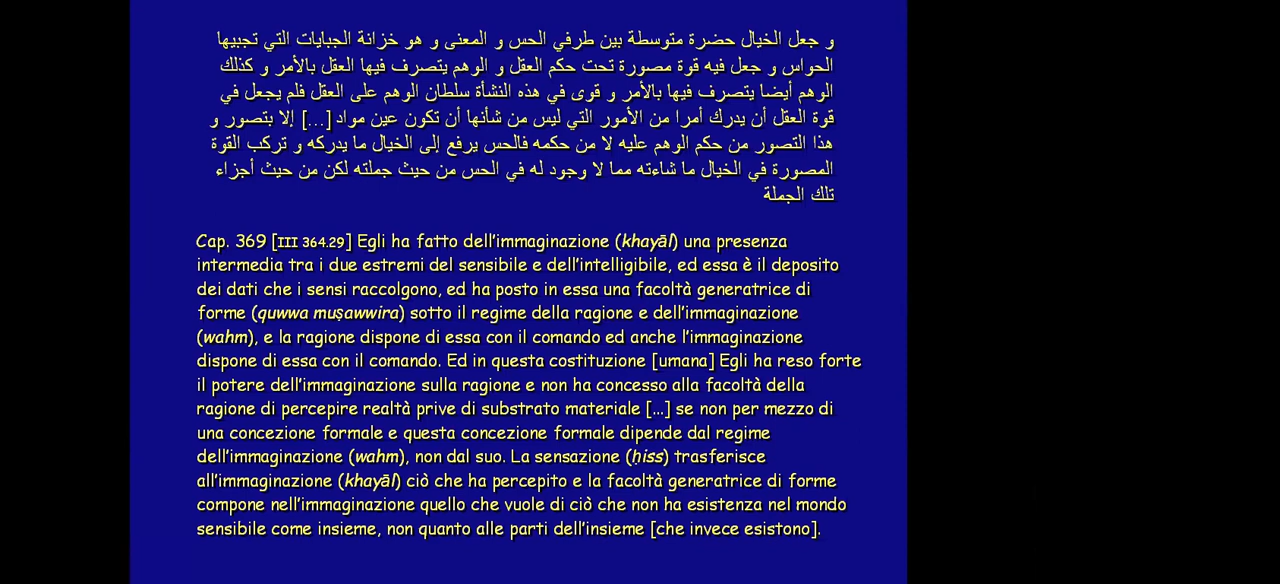 و جعل الخيال حضرة متوسطة بين طرفي الحس و المعنى و هو خزانة الجبايات التي تجبيها
الحواس و جعل فيه قوة مصورة تحت حكم العقل و الوهم يتصرف فيها العقل بالأمر و كذلك
الوهم أيضا يتصرف فيها بالأمر و قوى في هذه النشأة سلطان الوهم على العقل فلم يجعل في
قوة العقل أن يدرك أمرا من الأمور التي ليس من شأنها أن تكون عين مواد [...] إلا بتصور و
هذا التصور من حكم الوهم عليه لا من حكمه فالحس يرفع إلى الخيال ما يدركه و تركب القوة
المصورة في الخيال ما شاءته مما لا وجود له في الحس من حيث جملته لكن من حيث أجزاء
تلك الجملة
Cap. 369 [III 364.29] Egli ha fatto dell'immaginazione (khayāl) una presenza
intermedia tra i due estremi del sensibile e dell'intelligibile, ed essa è il deposito
dei dati che i sensi raccolgono, ed ha posto in essa una facoltà generatrice di
forme (quwwa muṣawwira) sotto il regime della ragione e dell'immaginazione
(wahm), e la ragione dispone di essa con il comando ed anche l'immaginazione
dispone di essa con il comando. Ed in questa costituzione [umana] Egli ha reso forte
il potere dell'immaginazione sulla ragione e non ha concesso alla facoltà della
ragione di percepire realtà prive di substrato materiale [...] se non per mezzo di
una concezione formale e questa concezione formale dipende dal regime
dell'immaginazione (wahm), non dal suo. La sensazione (ḥiss) trasferisce
all'immaginazione (khayāl) ciò che ha percepito e la facoltà generatrice di forme
compone nell'immaginazione quello che vuole di ciò che non ha esistenza nel mondo
sensibile come insieme, non quanto alle parti dell'insieme [che invece esistono].